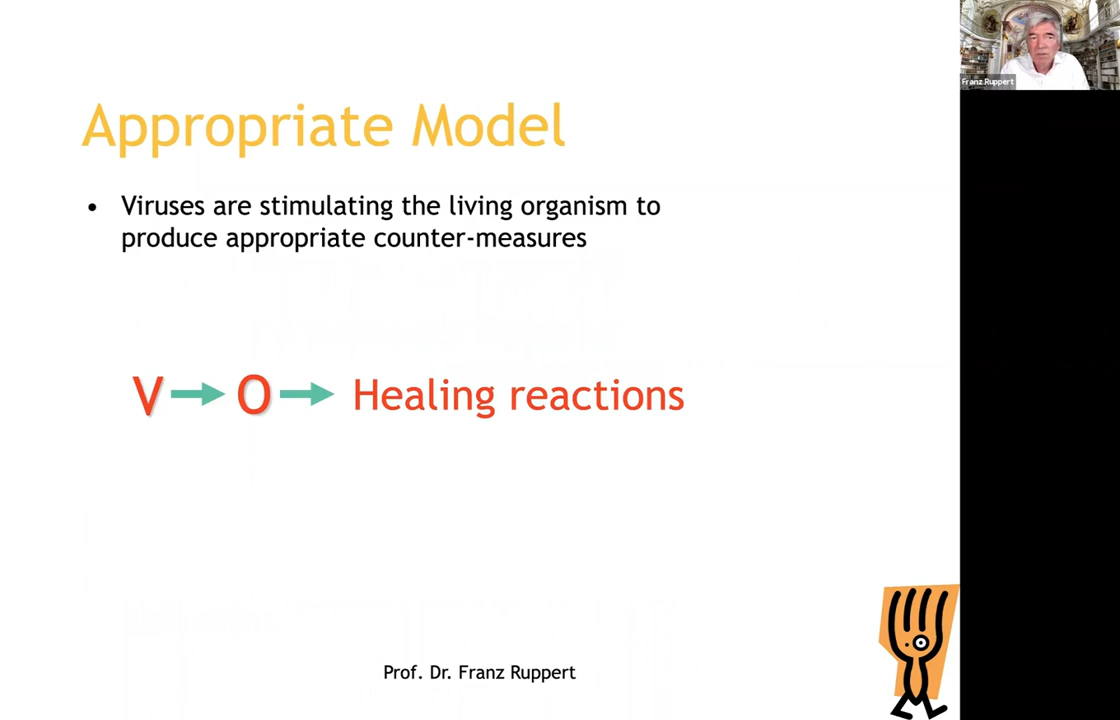 Franz Ruppert
Appropriate Model
• Viruses are stimulating the living organism to
produce appropriate counter-measures
V → O → Healing reactions
Prof. Dr. Franz Ruppert